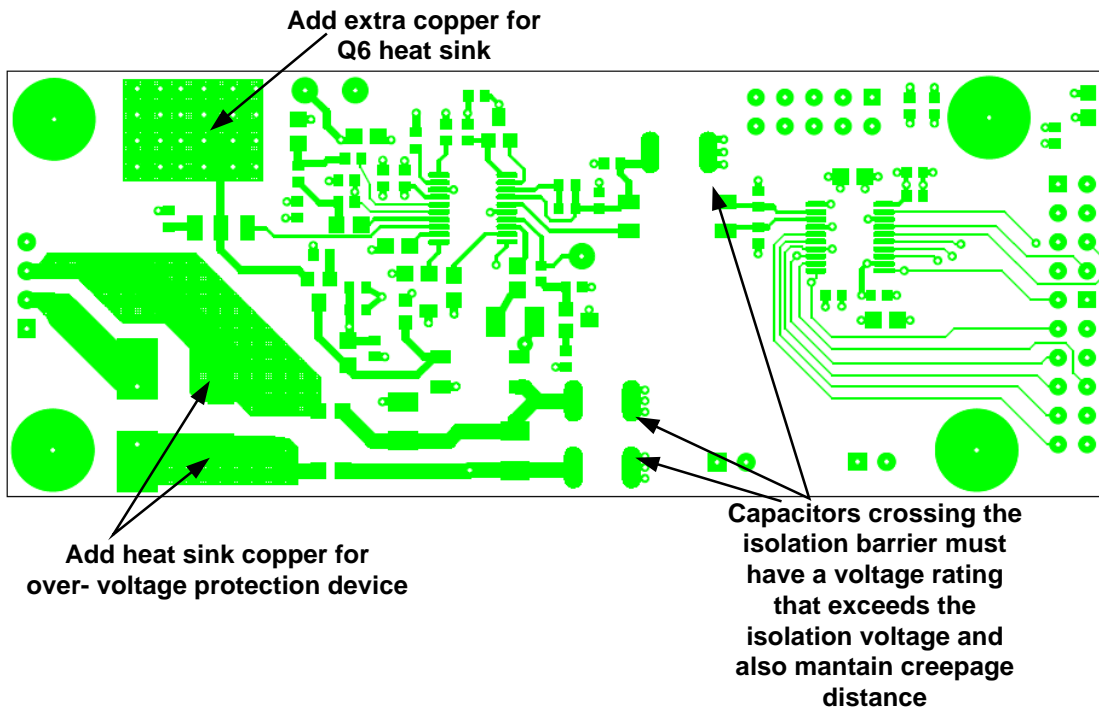 Add extra copper for
Q6 heat sink
Add heat sink copper for
over- voltage protection device
Capacitors crossing the
isolation barrier must
have a voltage rating
that exceeds the
isolation voltage and
also mantain creepage
distance